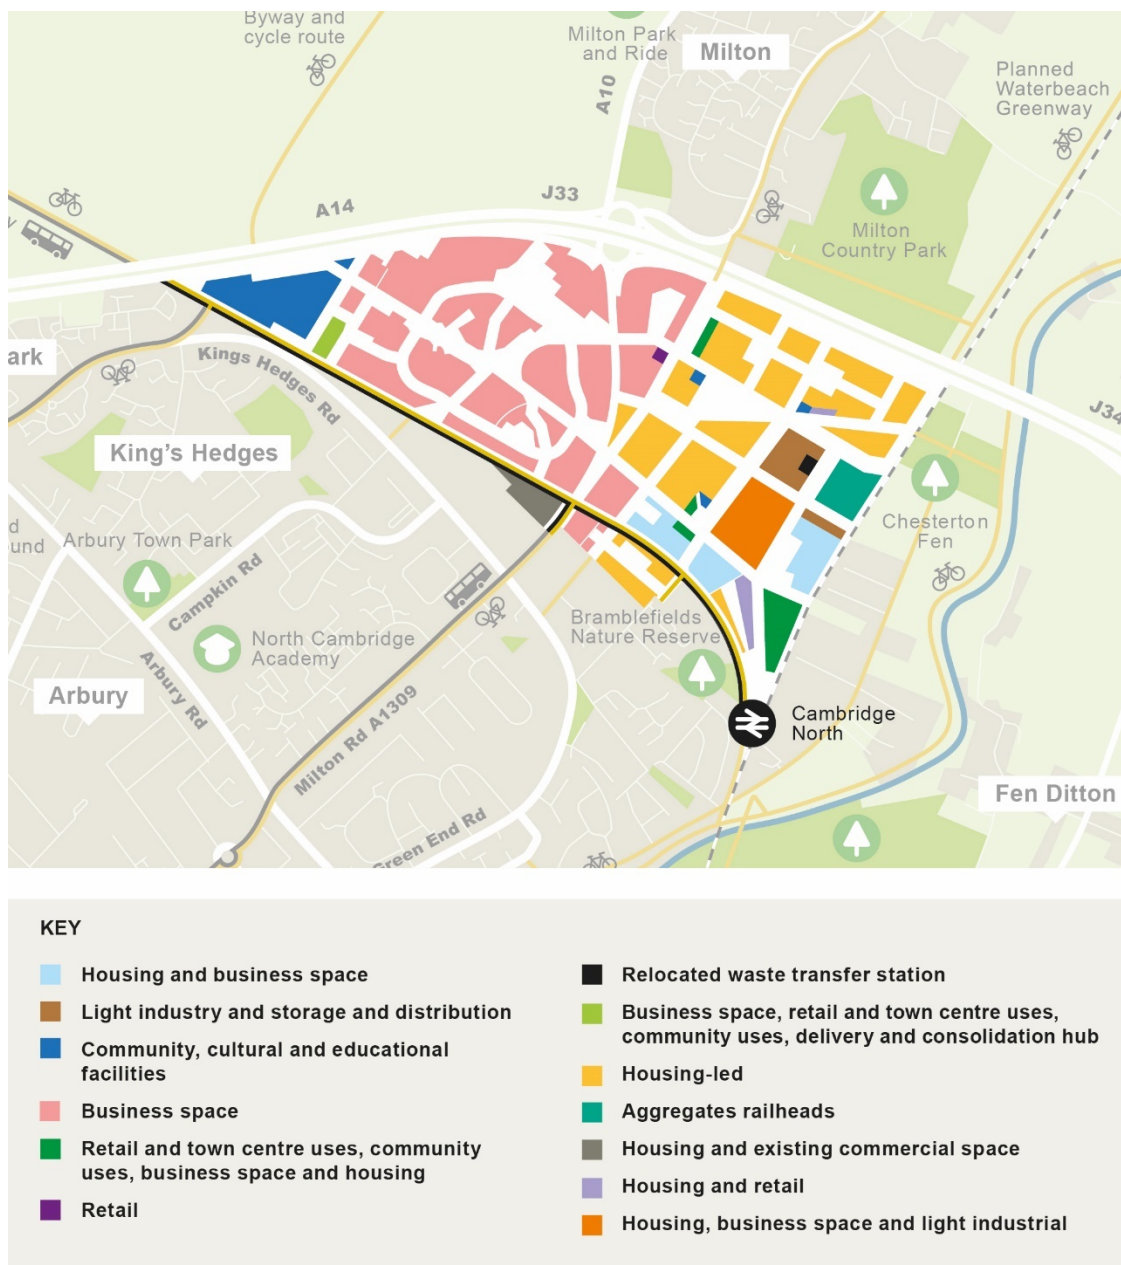 Byway and
cycle route
Milton Park
and Ride
Milton
A10
Planned
Waterbeach
Greenway
J33
A14
Milton
Country Park
y
ark
Kings Hedges Rd
J34
King's Hedges
d
und
Arbury Town Park
Chesterton
Fen
Campkin Rd
North Cambridge
Academy
Bramblefields
Nature Reserve
Arbury
Arbury Rd
Milton Rd A1309
Cambridge
North
Fen Ditton
Green End Rd
KEY
Housing and business space
Light industry and storage and distribution
Community, cultural and educational
facilities
Business space
Retail and town centre uses, community
uses, business space and housing
Retail
Relocated waste transfer station
Business space, retail and town centre uses,
community uses, delivery and consolidation hub
Housing-led
Aggregates railheads
Housing and existing commercial space
Housing and retail
Housing, business space and light industrial